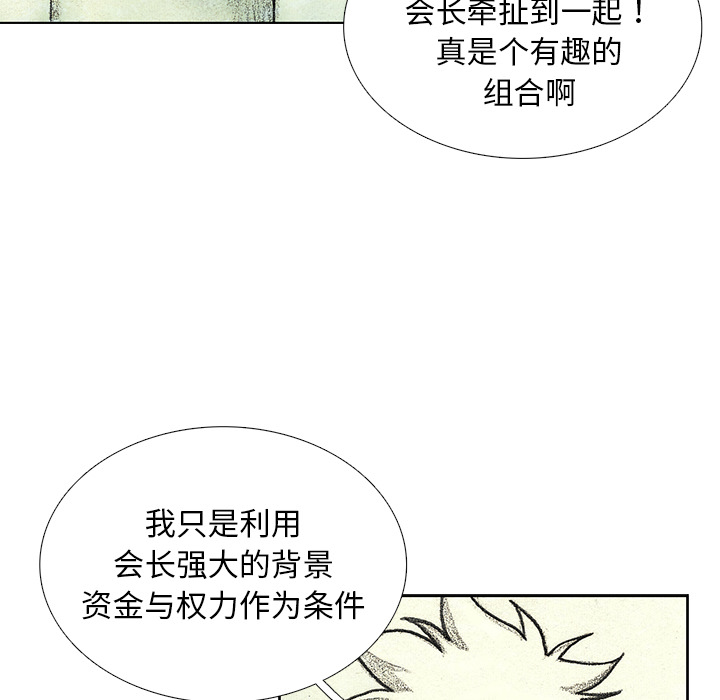 会长牵扯到一起！
真是个有趣的
组合啊
我只是利用
会长强大的背景
资金与权力作为条件